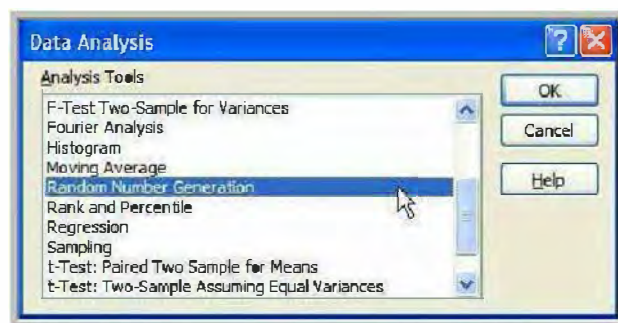 Data Analysis
Analysis Tools
F-Test Two-Sample for Variances
Fourier Analysis
Histogram
Moving Average
Random Number Generation
Rank and Percentile
Regression
Sampling
t-Test: Paired Two Sample for Means
t-Test: Two-Sample Assuming Equal Variances
OK
Cancel
Help